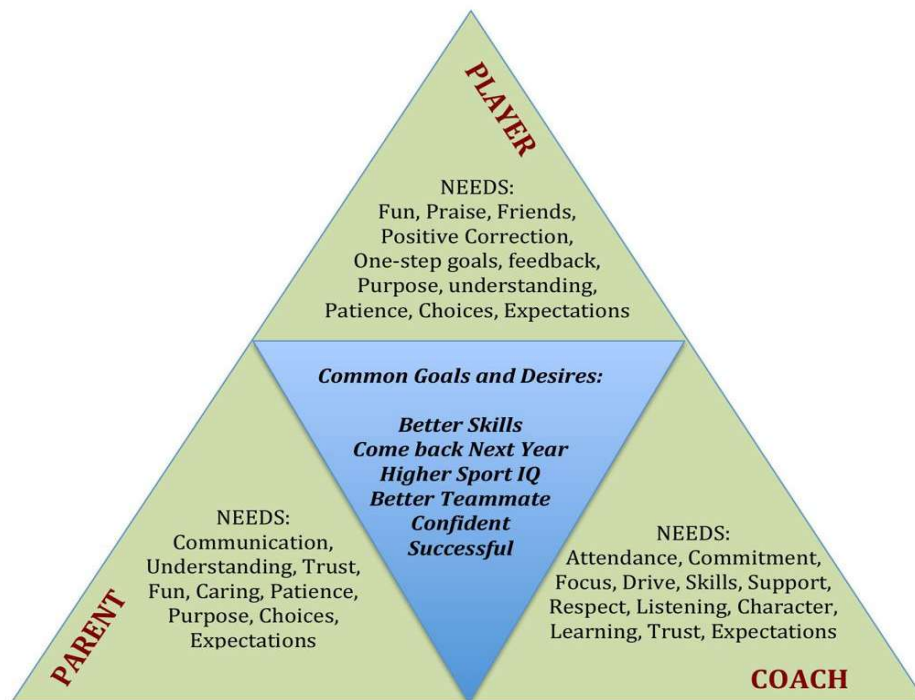 PLAYER
NEEDS:
Fun, Praise, Friends,
Positive Correction,
One-step goals, feedback,
Purpose, understanding,
Patience, Choices, Expectations
Common Goals and Desires:
Better Skills
Come back Next Year
Higher Sport IQ
Better Teammate
Confident
Successful
PARENT
NEEDS:
Communication,
Understanding, Trust,
Fun, Caring, Patience,
Purpose, Choices,
Expectations
NEEDS:
Attendance, Commitment,
Focus, Drive, Skills, Support,
Respect, Listening, Character,
Learning, Trust, Expectations
COACH